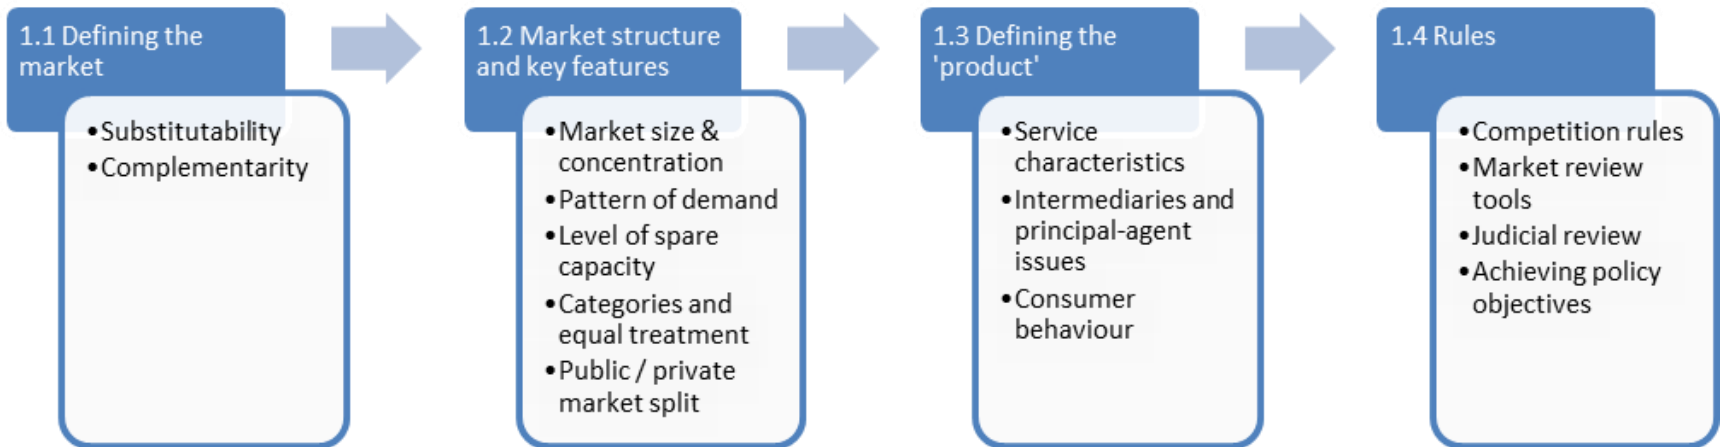 1.1 Defining the
market
•Substitutability
•Complementarity
1.2 Market structure
and key features
•Market size &
concentration
•Pattern of demand
•Level of spare
capacity
•Categories and
equal treatment
•Public / private
market split
1.3 Defining the
'product'
•Service
characteristics
•Intermediaries and
principal-agent
issues
•Consumer
behaviour
1.4 Rules
•Competition rules
•Market review
tools
•Judicial review
•Achieving policy
objectives